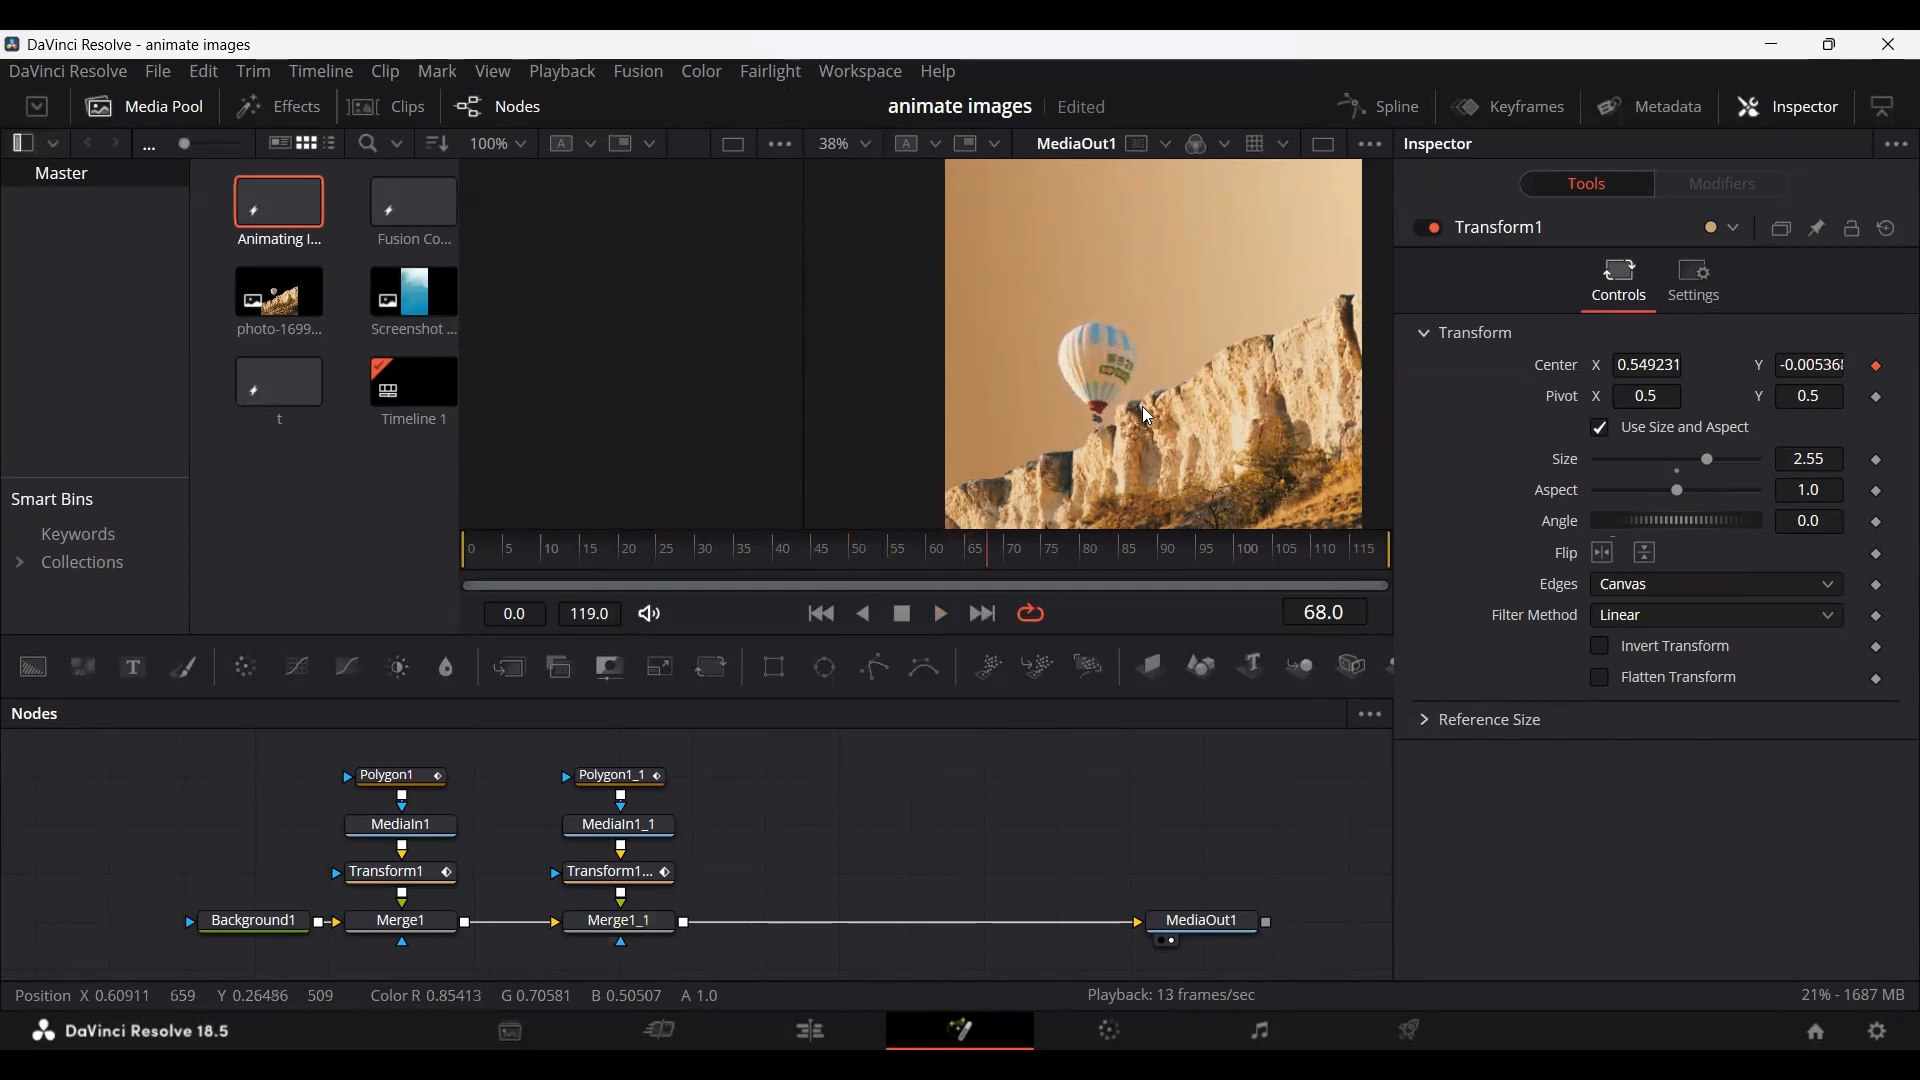 DaVinci Resolve - animate images
DaVinci Resolve File Edit Trim Timeline Clip Mark View Playback Fusion Color Fairlight Workspace Help
Media Pool Effects Clips Nodes animate images Edited Spline Keyframes Metadata Inspector
... 100% A 38% A MediaOut1 Inspector
Master
Tools Modifiers
Animating I... Fusion Co...
Transform1
Controls Settings
photo-1699... Screenshot ...
Transform
Center X 0.549231 Y -0.005368
Pivot X 0.5 Y 0.5
t Timeline 1
Use Size and Aspect
Size 2.55
Aspect 1.0
Smart Bins
Angle 0.0
Keywords
0 5 10 15 20 25 30 35 40 45 50 55 60 65 70 75 80 85 90 95 100 105 110 115
Flip
Collections
Edges Canvas
0.0 119.0 68.0
Filter Method Linear
Invert Transform
T T
Flatten Transform
Nodes
Reference Size
Polygon1 Polygon1_1
MediaIn1 MediaIn1_1
Transform1 Transform1...
Background1 Merge1 Merge1_1 MediaOut1
Position X 0.60911 659 Y 0.26486 509 Color R 0.85413 G 0.70581 B 0.50507 A 1.0 Playback: 13 frames/sec 21% - 1687 MB
DaVinci Resolve 18.5